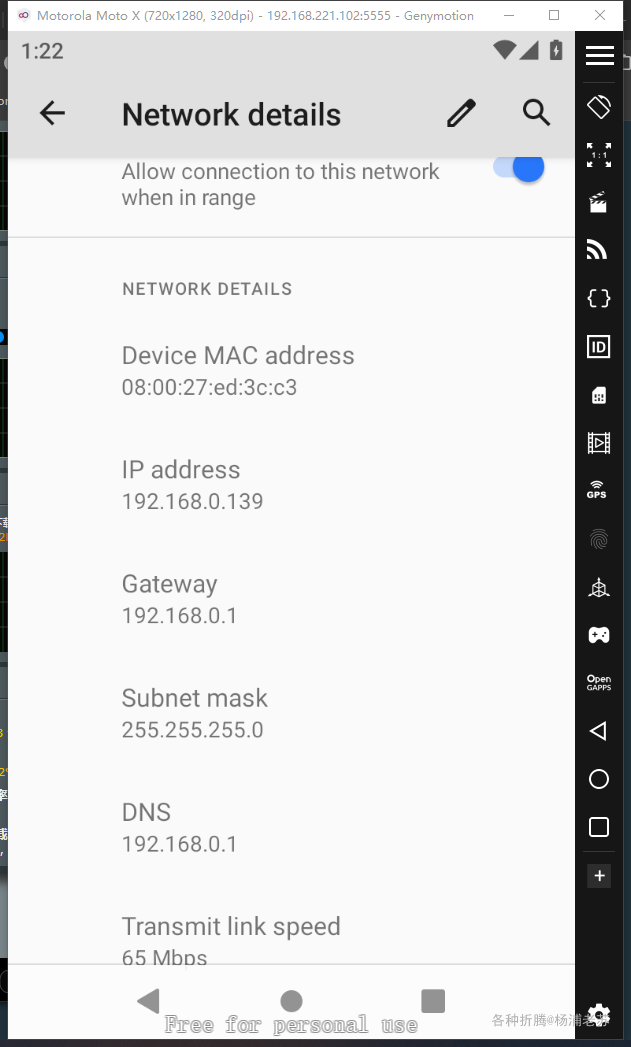 Motorola Moto X (720x1280, 320dpi) - 192.168.221.102:5555 - Genymotion
1:22
Network details
Allow connection to this network
when in range
NETWORK DETAILS
Device MAC address
08:00:27:ed:3c:c3
IP address
192.168.0.139
Gateway
192.168.0.1
Subnet mask
255.255.255.0
DNS
192.168.0.1
Transmit link speed
65 Mbps
Free for personal use
1:1
ID
GPS
Open
GAPPS
各种折腾@杨浦老